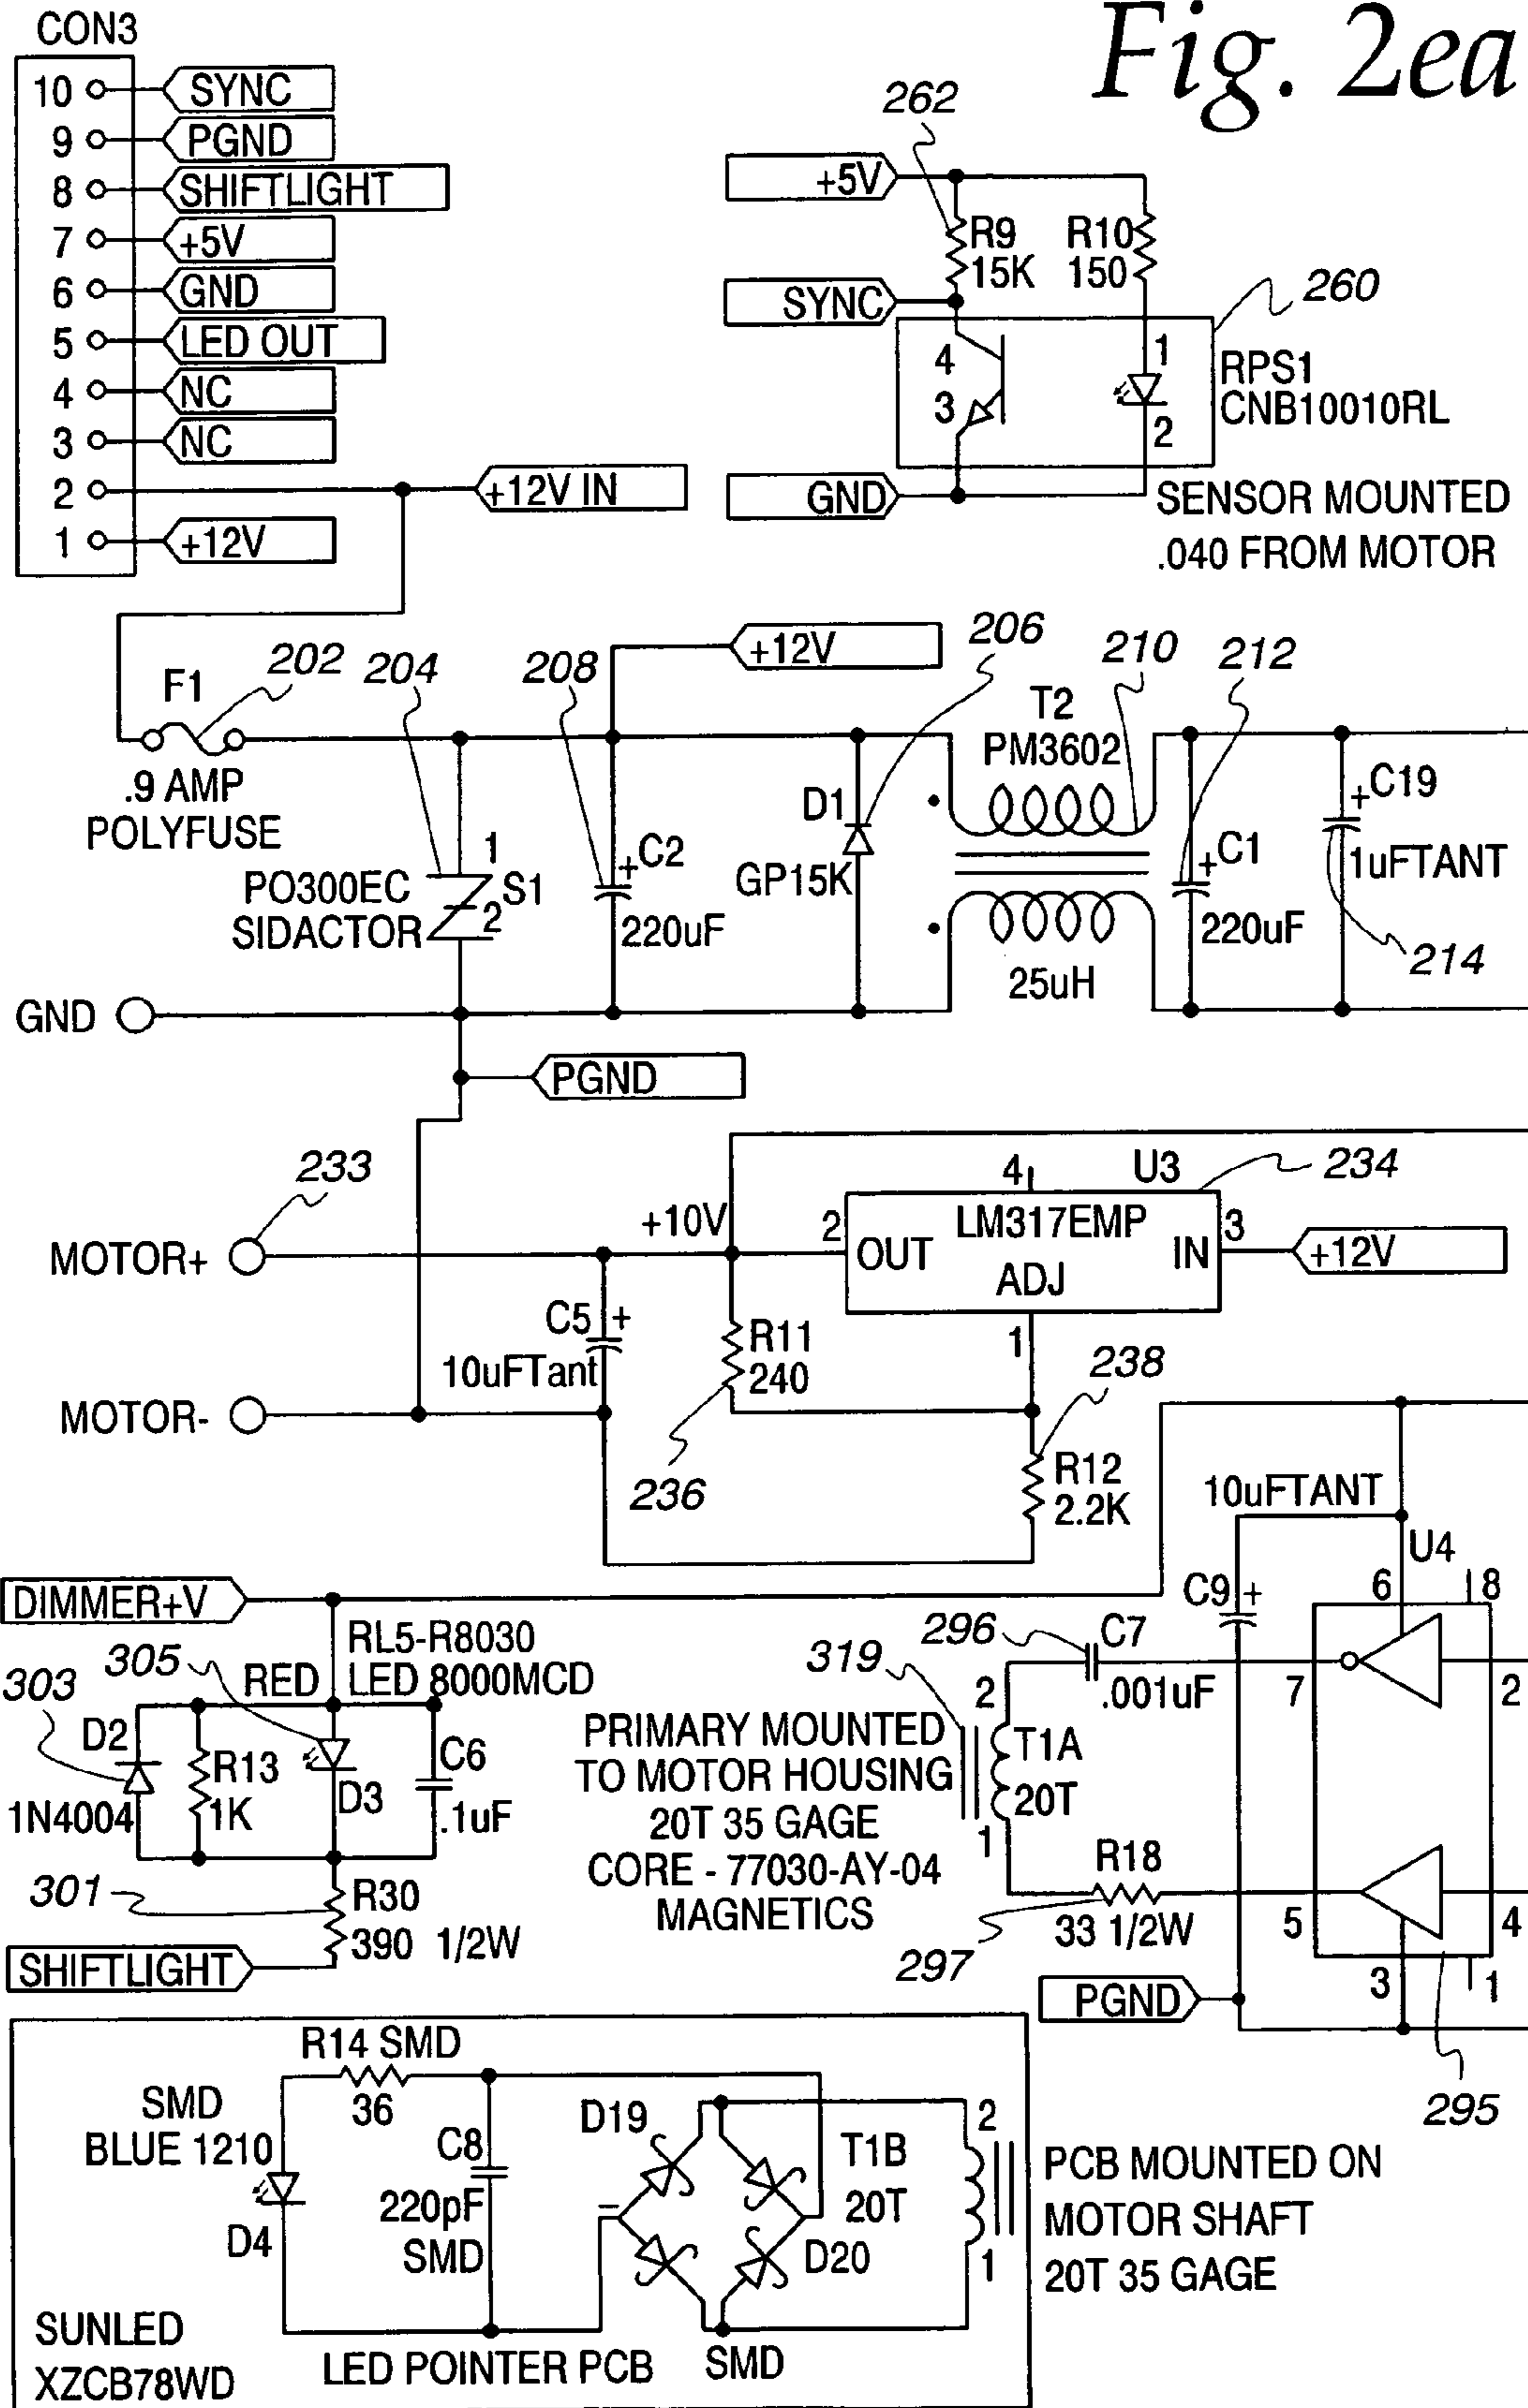 Fig. 2ea
CON3
10 SYNC
9 PGND
8 SHIFTLIGHT
7 +5V
6 GND
5 LED OUT
4 NC
3 NC
2 +12V IN
1 +12V
262
+5V
R9
15K
R10
150
SYNC
260
4
3
1
2
RPS1
CNB10010RL
GND
SENSOR MOUNTED
.040 FROM MOTOR
F1
202
204
208
+12V
206
210
212
.9 AMP
POLYFUSE
1
PO300EC
SIDACTOR
S1
2
+C2
220uF
D1
GP15K
T2
PM3602
25uH
+C1
220uF
+C19
1uFTANT
214
GND
PGND
233
MOTOR+
+10V
4
U3
234
2
OUT
LM317EMP
ADJ
IN
3
+12V
C5 +
10uFTant
R11
240
1
238
MOTOR-
236
R12
2.2K
10uFTANT
U4
DIMMER+V
C9 +
6
8
305
303
RED
RL5-R8030
LED 8000MCD
319
296
C7
.001uF
2
7
2
D2
1N4004
R13
1K
D3
C6
.1uF
PRIMARY MOUNTED
TO MOTOR HOUSING
20T 35 GAGE
CORE - 77030-AY-04
MAGNETICS
T1A
20T
1
R18
33 1/2W
5
4
301
R30
390 1/2W
297
SHIFTLIGHT
PGND
3
1
295
R14 SMD
36
SMD
BLUE 1210
D4
C8
220pF
SMD
D19
–
D20
T1B
20T
2
1
PCB MOUNTED ON
MOTOR SHAFT
20T 35 GAGE
SUNLED
XZCB78WD
LED POINTER PCB
SMD